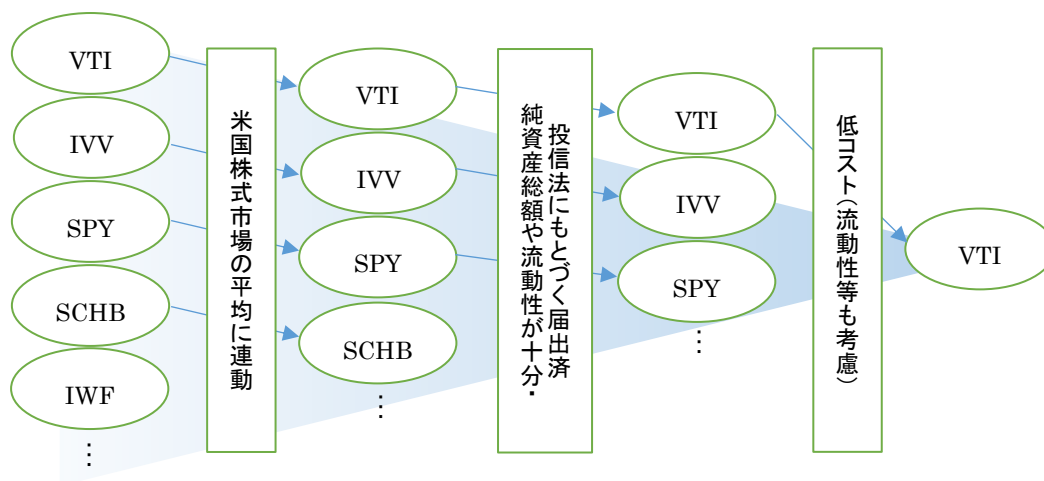 VTI
IVV
SPY
SCHB
IWF
…
米国株式市場の平均に連動
VTI
IVV
SPY
SCHB
…
純資産総額や流動性が十分・
投信法にもとづく届出済
VTI
IVV
SPY
…
低コスト(流動性等も考慮)
VTI